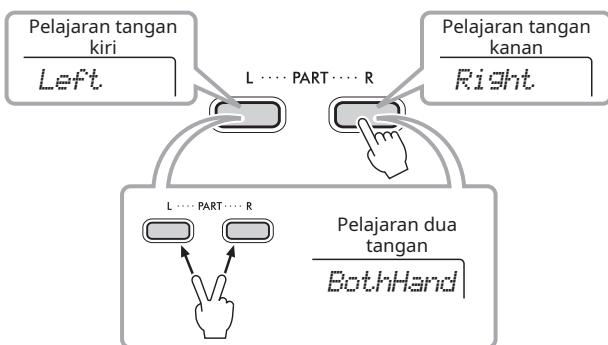 Pelajaran tangan
kiri
Left
Pelajaran tangan
kanan
Right
L ···· PART ···· R
L ···· PART ···· R
Pelajaran dua
tangan
BothHand